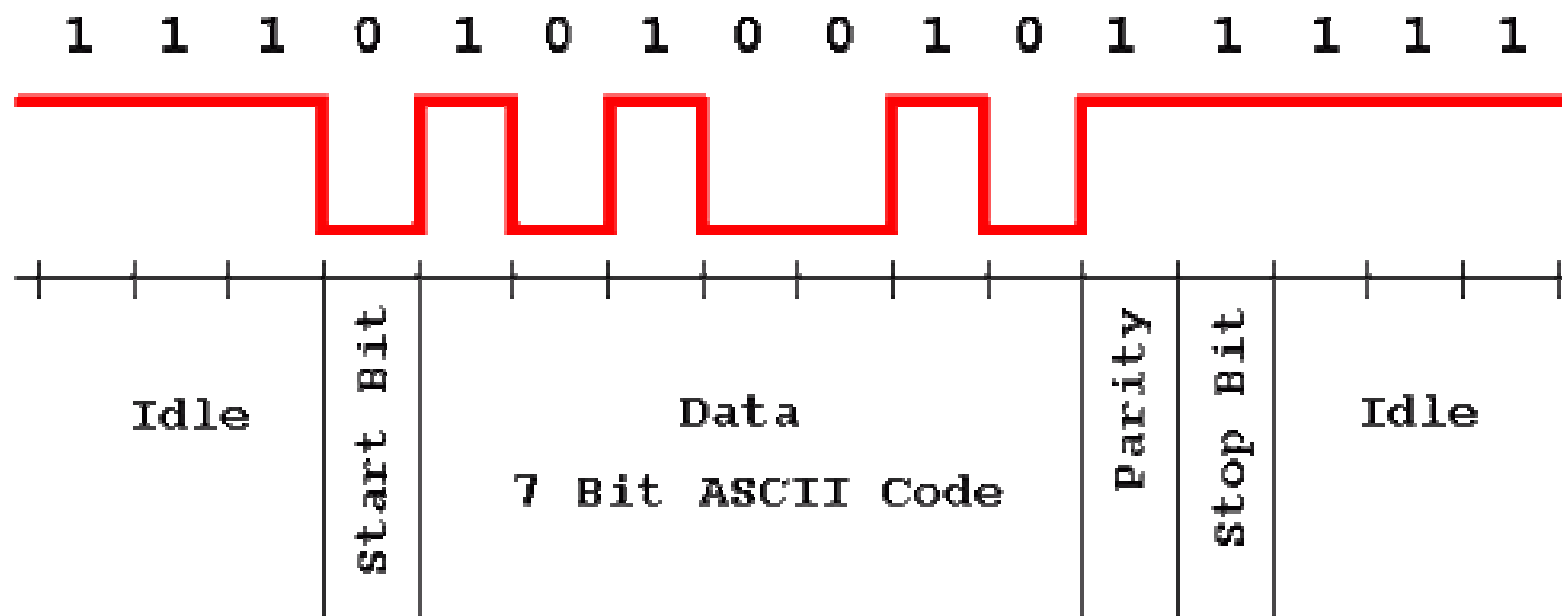 1 1 1 0 1 0 1 0 0 1 0 1 1 1 1 1
Idle
Start Bit
Data
7 Bit ASCII Code
Parity
Stop Bit
Idle